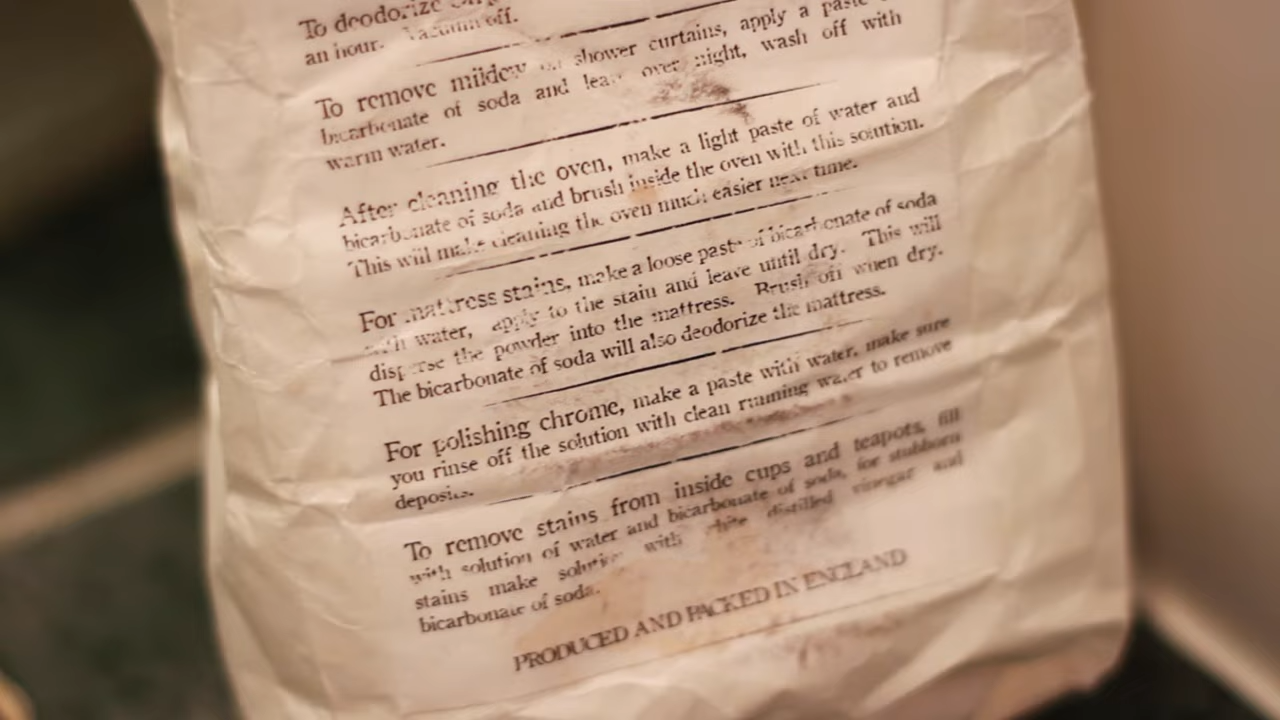 To deodorize
an hour. Vacuum off.
To remove mildew on shower curtains, apply a paste of
bicarbonate of soda and leave over night, wash off with
warm water.
After cleaning the oven, make a light paste of water and
bicarbonate of soda and brush inside the oven with this solution.
This will make cleaning the oven much easier next time.
For mattress stains, make a loose paste of bicarbonate of soda
with water, apply to the stain and leave until dry. This will
disperse the powder into the mattress. Brush off when dry.
The bicarbonate of soda will also deodorize the mattress.
For polishing chrome, make a paste with water, make sure
you rinse off the solution with clean running water to remove
deposits.
To remove stains from inside cups and teapots, fill
with solution of water and bicarbonate of soda, for stubborn
stains make solution with white distilled vinegar and
bicarbonate of soda.
PRODUCED AND PACKED IN ENGLAND